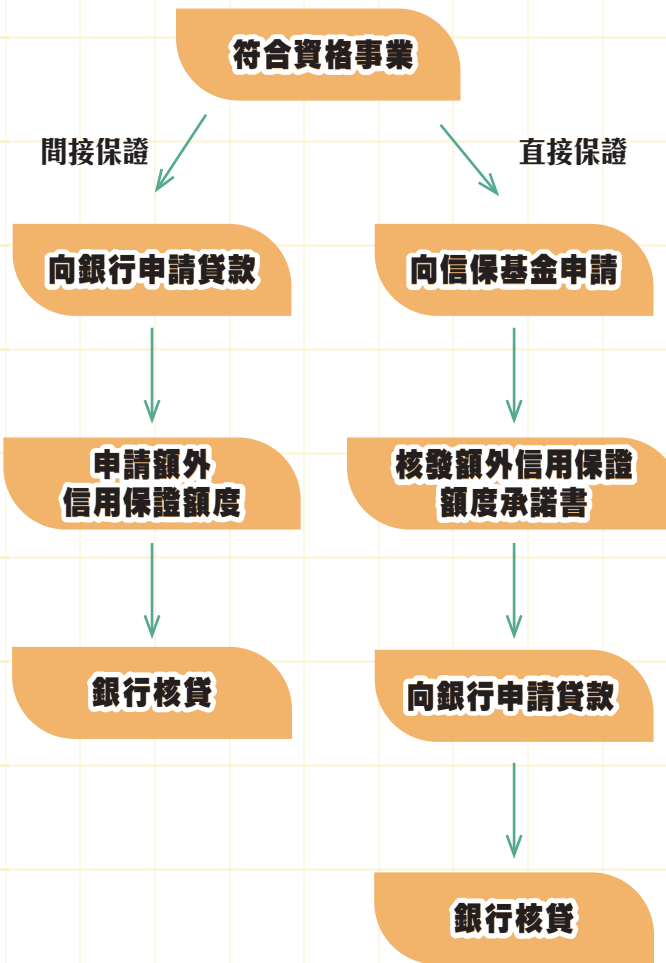 符合資格事業
間接保證
直接保證
向銀行申請貸款
向信保基金申請
申請額外
信用保證額度
核發額外信用保證
額度承諾書
銀行核貸
向銀行申請貸款
銀行核貸